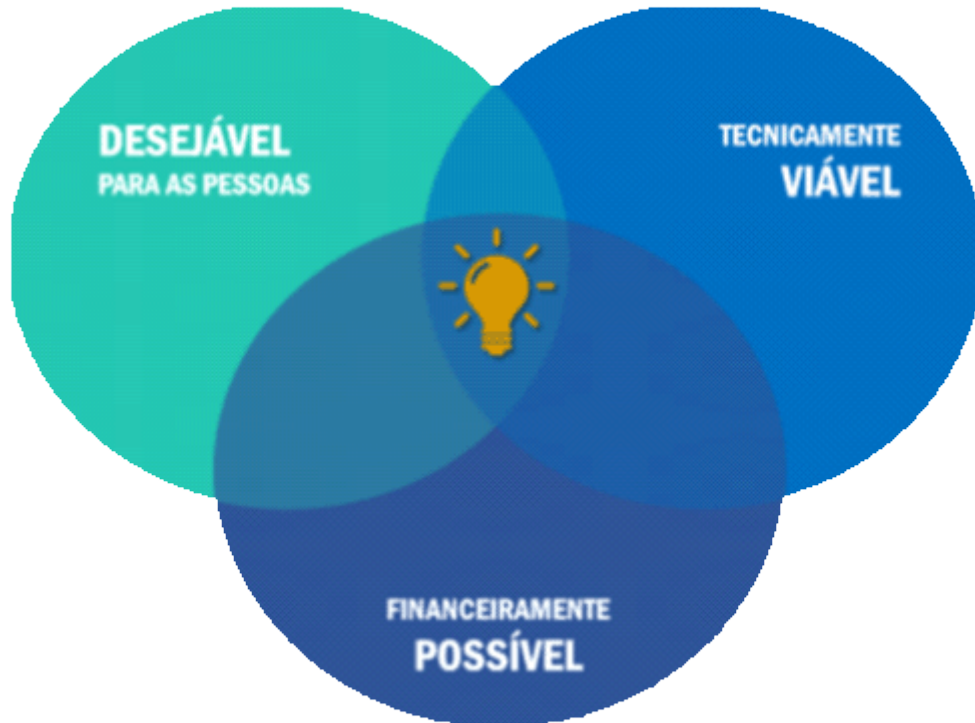 DESEJÁVEL
PARA AS PESSOAS
TECNICAMENTE
VIÁVEL
FINANCEIRAMENTE
POSSÍVEL